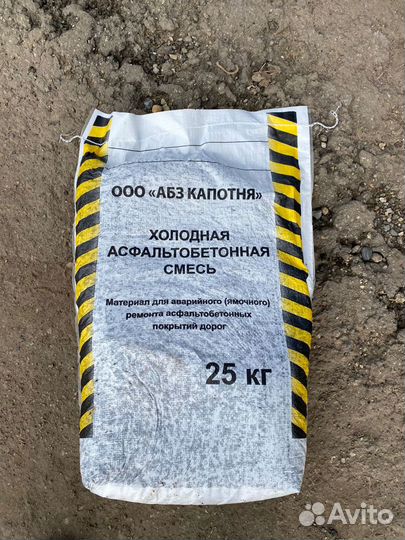 ООО «АБЗ КАПОТНЯ»
ХОЛОДНАЯ
АСФАЛЬТОБЕТОННАЯ
СМЕСЬ
Материал для аварийного (ямочного)
ремонта асфальтобетонных
покрытий дорог
25 кг
Avito